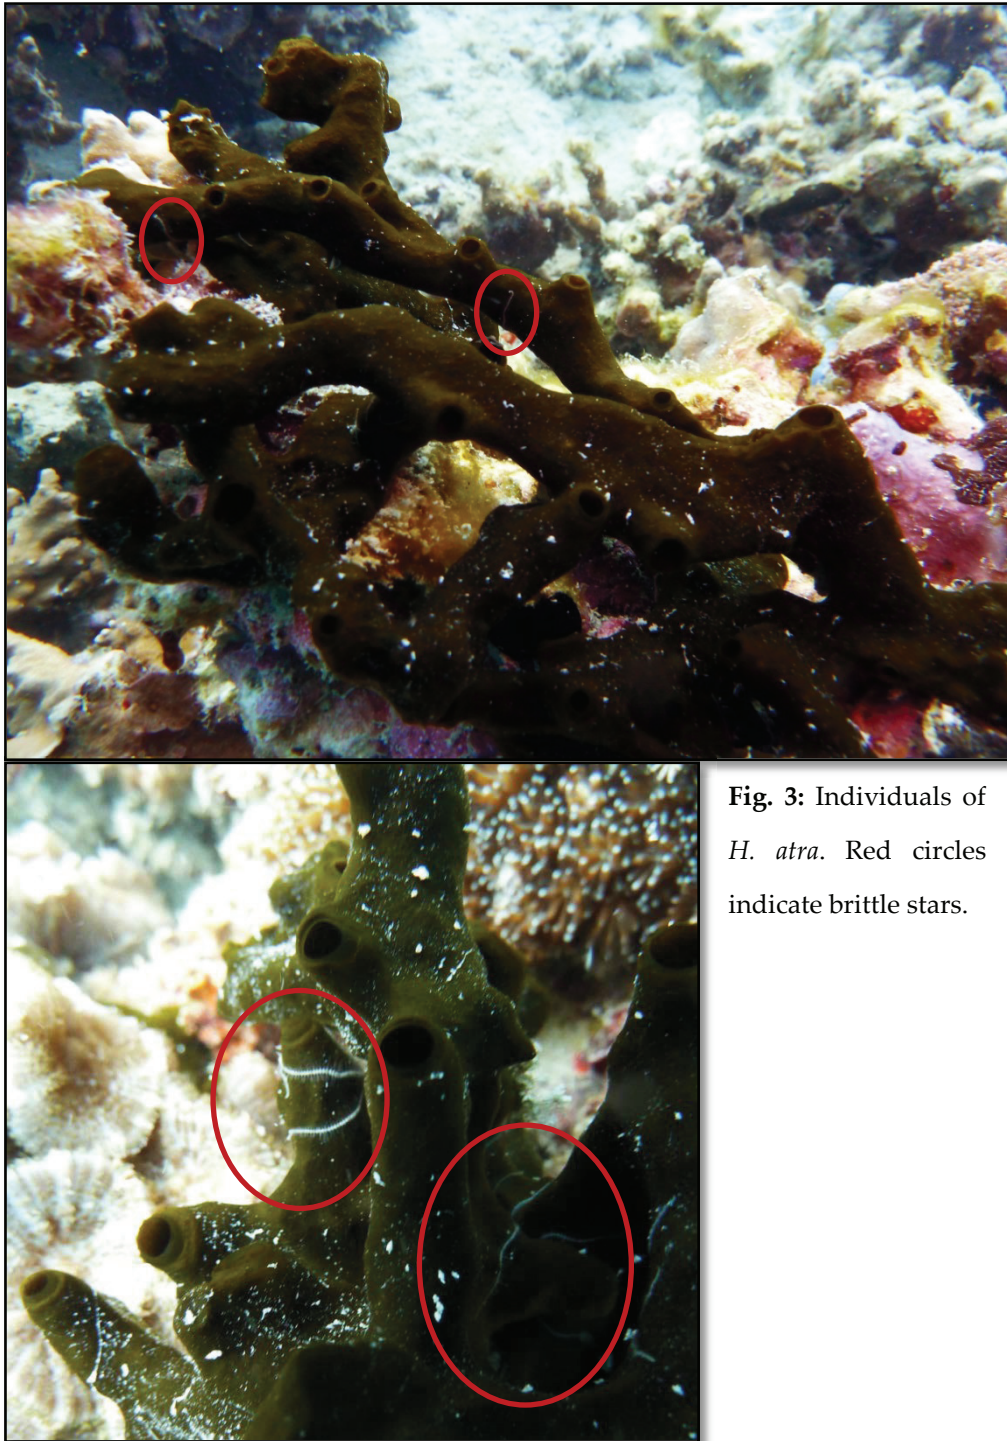 Fig. 3: Individuals of
H. atra. Red circles
indicate brittle stars.